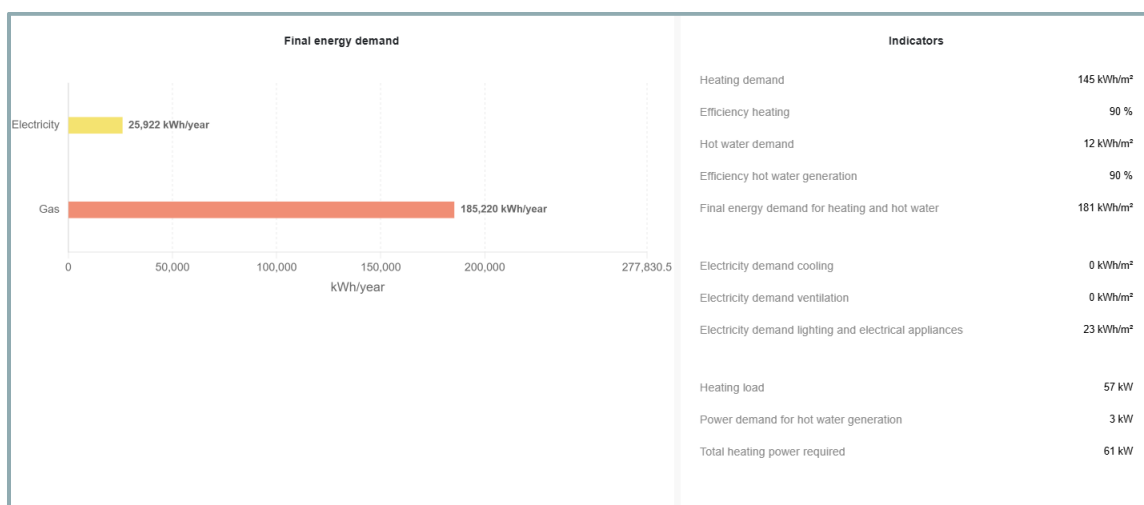 Final energy demand
Electricity
25,922 kWh/year
Gas
185,220 kWh/year
0 50,000 100,000 150,000 200,000 277,830.5
kWh/year
Indicators
Heating demand 145 kWh/m²
Efficiency heating 90 %
Hot water demand 12 kWh/m²
Efficiency hot water generation 90 %
Final energy demand for heating and hot water 181 kWh/m²
Electricity demand cooling 0 kWh/m²
Electricity demand ventilation 0 kWh/m²
Electricity demand lighting and electrical appliances 23 kWh/m²
Heating load 57 kW
Power demand for hot water generation 3 kW
Total heating power required 61 kW